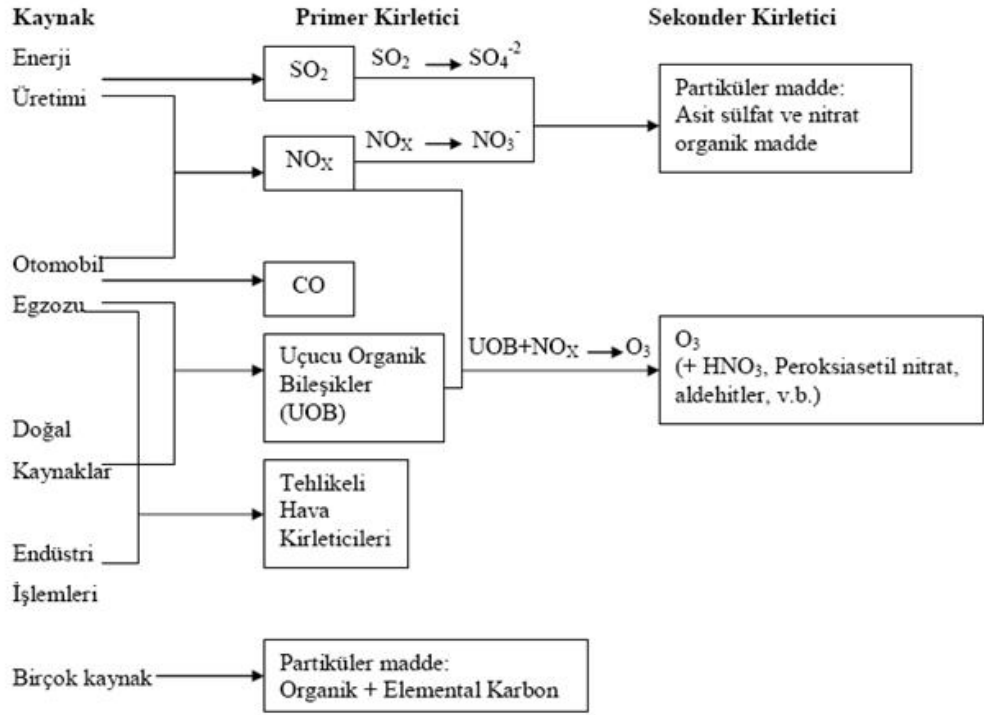 Kaynak
Primer Kirletici
Sekonder Kirletici
Enerji
Üretimi
SO2
SO2 → SO4-2
Partiküler madde:
Asit sülfat ve nitrat
organik madde
NOX
NOX → NO3-
Otomobil
Egzozu
CO
Uçucu Organik
Bileşikler
(UOB)
UOB+NOX → O3
O3
(+ HNO3, Peroksiasetil nitrat,
aldehitler, v.b.)
Doğal
Kaynaklar
Tehlikeli
Hava
Kirleticileri
Endüstri
İşlemleri
Birçok kaynak
Partiküler madde:
Organik + Elemental Karbon